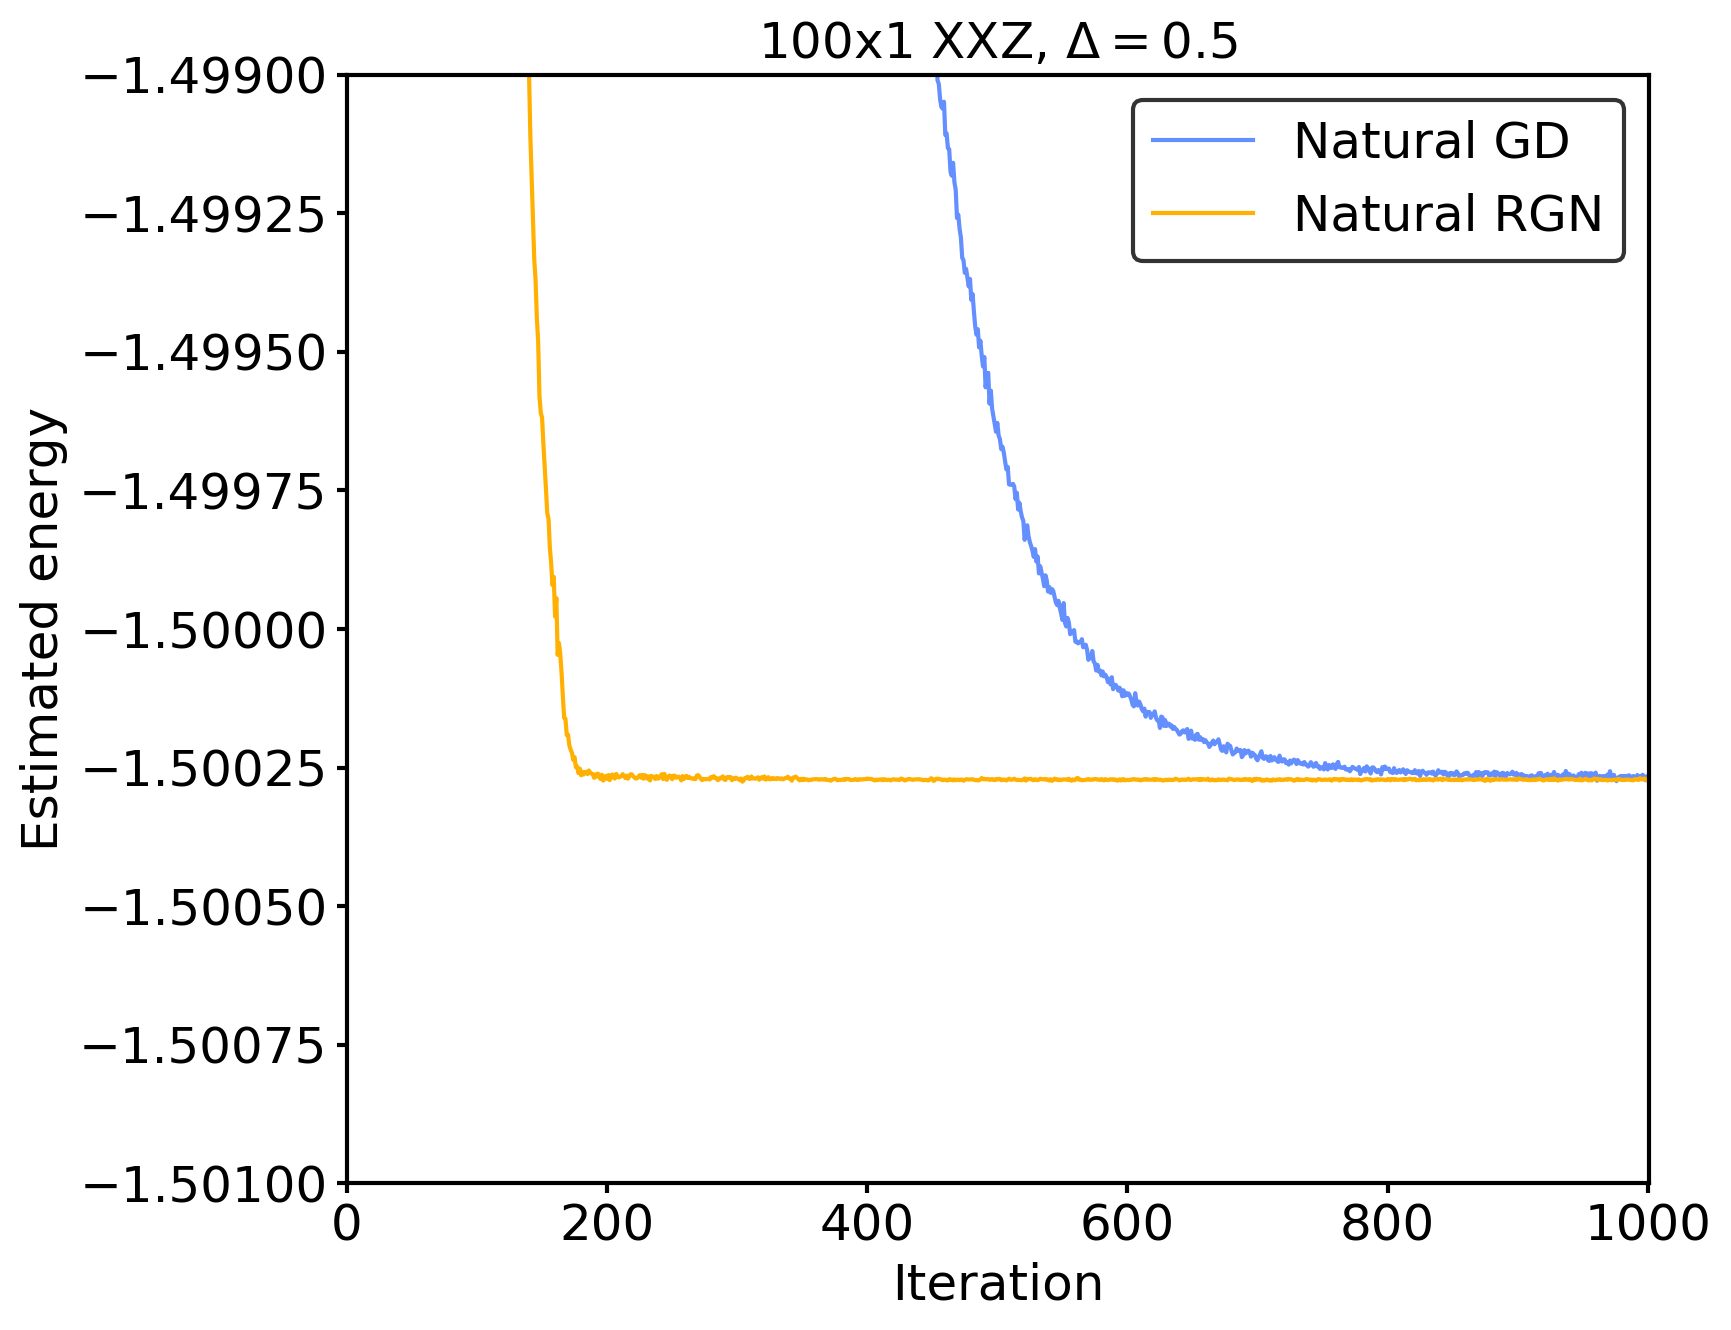 100x1 XXZ, Δ = 0.5
Natural GD
Natural RGN
Estimated energy
−1.49900
−1.49925
−1.49950
−1.49975
−1.50000
−1.50025
−1.50050
−1.50075
−1.50100
0 200 400 600 800 1000
Iteration